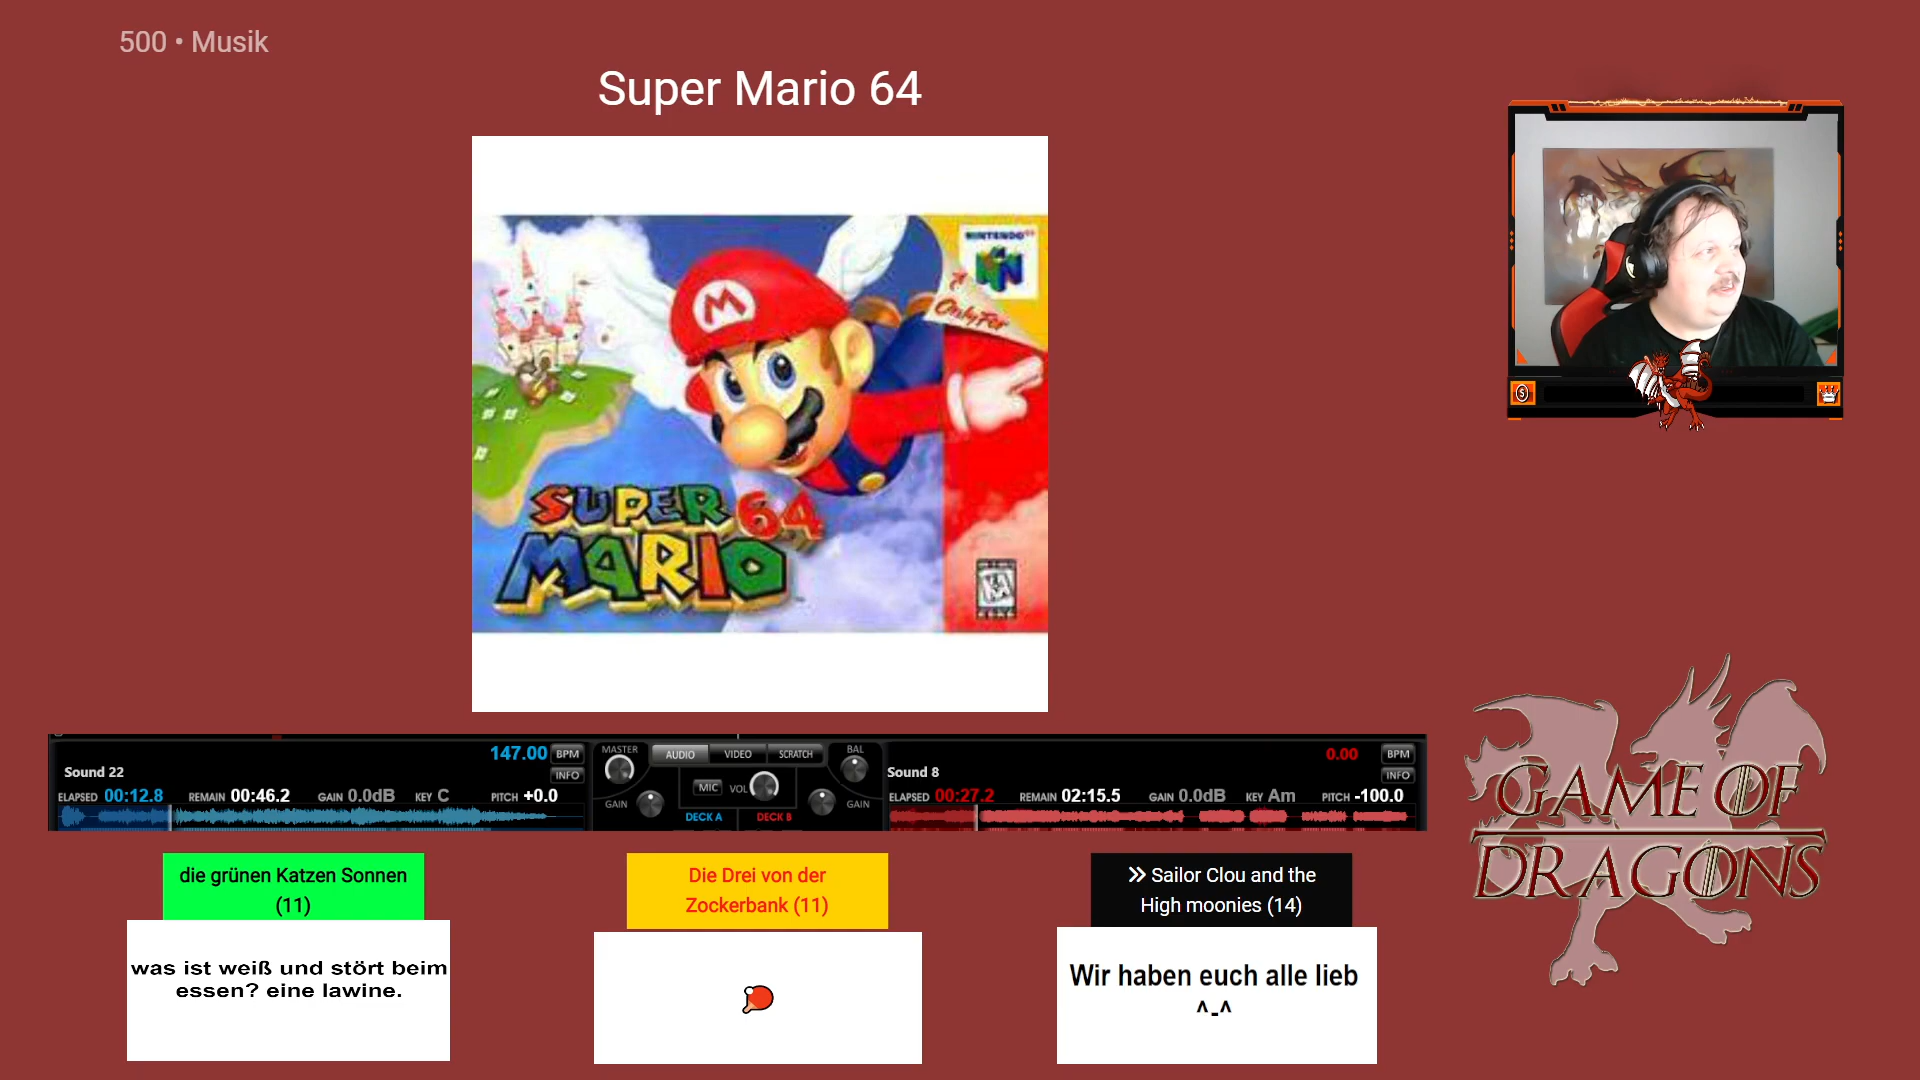 500 • Musik
Super Mario 64
NINTENDO
N
M
Only For
SUPER 64
MARIO
147.00 BPM
INFO
Sound 22
ELAPSED 00:12.8 REMAIN 00:46.2 GAIN 0.0dB KEY C PITCH +0.0
MASTER AUDIO VIDEO SCRATCH BAL
MIC VOL
GAIN GAIN
DECK A DECK B
0.00 BPM
Sound 8 INFO
ELAPSED 00:27.2 REMAIN 02:15.5 GAIN 0.0dB KEY Am PITCH -100.0
die grünen Katzen Sonnen
(11)
was ist weiß und stört beim
essen? eine lawine.
Die Drei von der
Zockerbank (11)
Sailor Clou and the
High moonies (14)
Wir haben euch alle lieb
^-^
GAME OF
DRAGONS